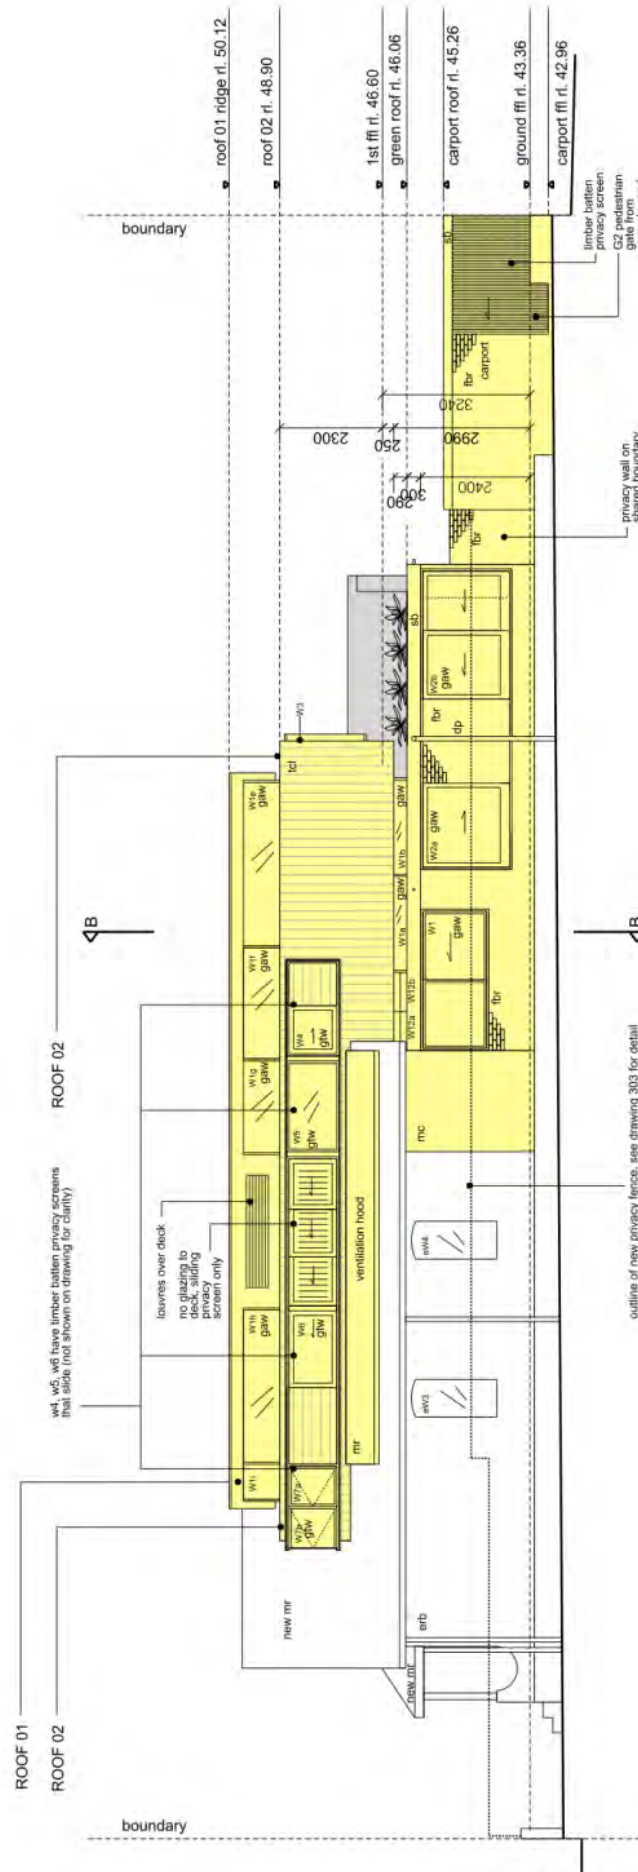 roof 01 ridge rl. 50.12
roof 02 rl. 48.90
1st ffl rl. 46.60
green roof rl. 46.06
carport roof rl. 45.26
ground ffl rl. 43.36
carport ffl rl. 42.96
boundary
timber batten
privacy screen
G2 pedestrian
gate from
sb
fbr
carport
3240
2300
250
2990
290
300
2400
privacy wall on
shared boundary
fbr
sb
W2b
gaw
fbr
dp
W2a
gaw
W3
tcl
ROOF 02
W1e
gaw
W1b
gaw
W1a
gaw
W12b
W12a
W1
gaw
fbr
B
B
W1f
gaw
W1g
gaw
W4
gtw
W5
gtw
W6
gtw
W7a
W7b
gtw
louvres over deck
no glazing to
deck, sliding
privacy
screen only
w4, w5, w6 have timber batten privacy screens
that slide (not shown on drawing for clarity)
W1h
gaw
W1i
ventilation hood
mr
mc
eW4
eW3
outline of new privacy fence, see drawing 303 for detail
new mr
erb
new mr
ROOF 01
ROOF 02
boundary